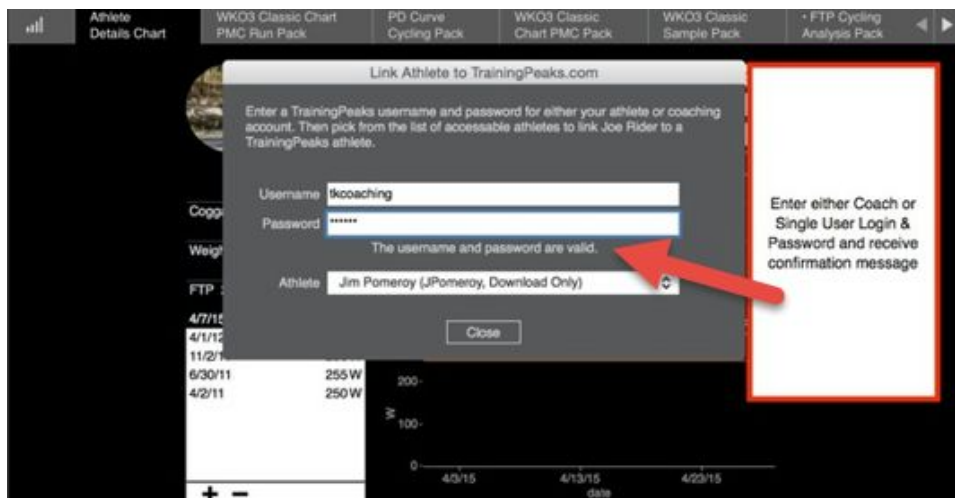 Athlete
Details Chart
WKO3 Classic Chart
PMC Run Pack
PD Curve
Cycling Pack
WKO3 Classic
Chart PMC Pack
WKO3 Classic
Sample Pack
• FTP Cycling
Analysis Pack
Link Athlete to TrainingPeaks.com
Enter a TrainingPeaks username and password for either your athlete or coaching
account. Then pick from the list of accessable athletes to link Joe Rider to a
TrainingPeaks athlete.
Username tkcoaching
Password ••••••
The username and password are valid.
Athlete Jim Pomeroy (JPomeroy, Download Only)
Close
Enter either Coach or
Single User Login &
Password and receive
confirmation message
FTP
4/7/15
4/1/12
6/30/11 255 W
4/2/11 250 W
+ −
200
W
100
0
4/3/15 4/13/15 4/23/15
date